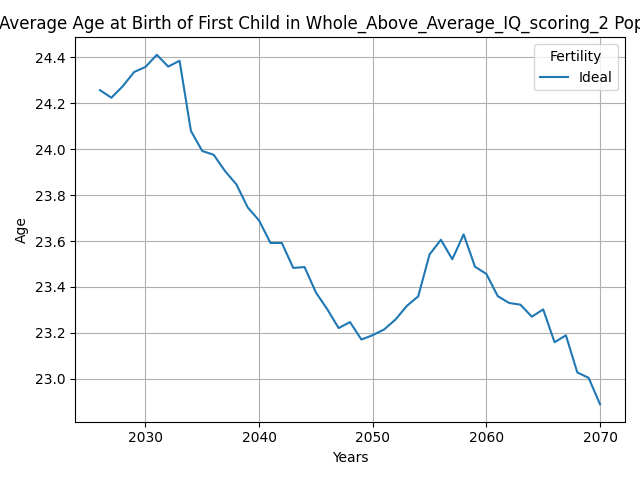 Average Age at Birth of First Child in Whole_Above_Average_IQ_scoring_2 Pop
Fertility
Ideal
24.4
24.2
24.0
23.8
23.6
23.4
23.2
23.0
Age
2030 2040 2050 2060 2070
Years